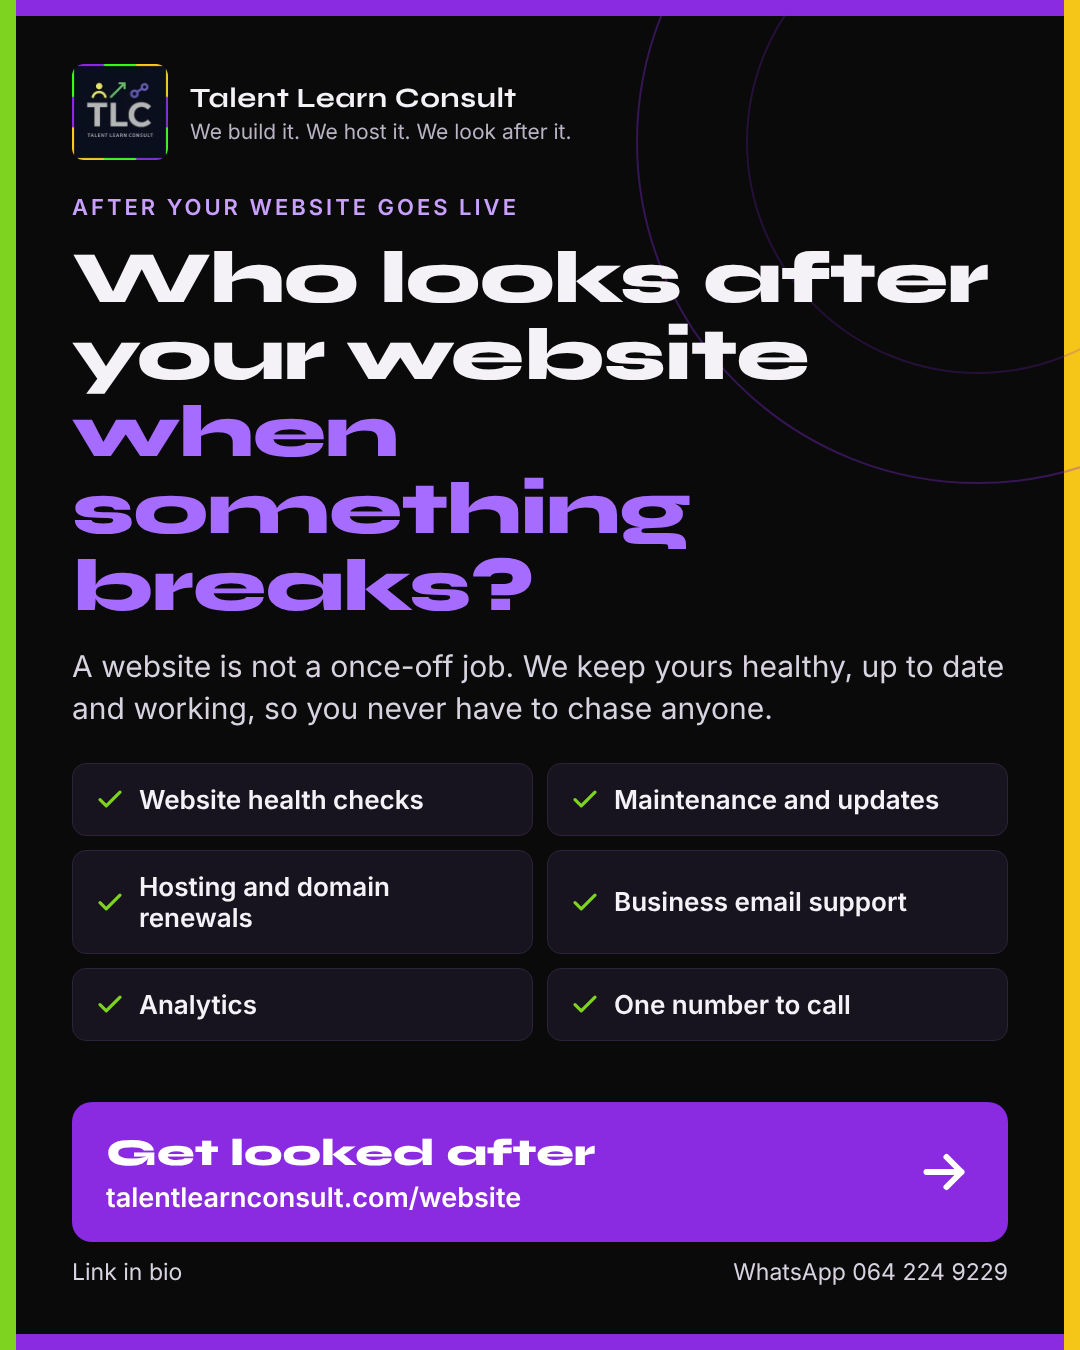 TLC
TALENT LEARN CONSULT
Talent Learn Consult
We build it. We host it. We look after it.
AFTER YOUR WEBSITE GOES LIVE
Who looks after
your website
when
something
breaks?
A website is not a once-off job. We keep yours healthy, up to date
and working, so you never have to chase anyone.
Website health checks
Maintenance and updates
Hosting and domain
renewals
Business email support
Analytics
One number to call
Get looked after
talentlearnconsult.com/website
Link in bio
WhatsApp 064 224 9229